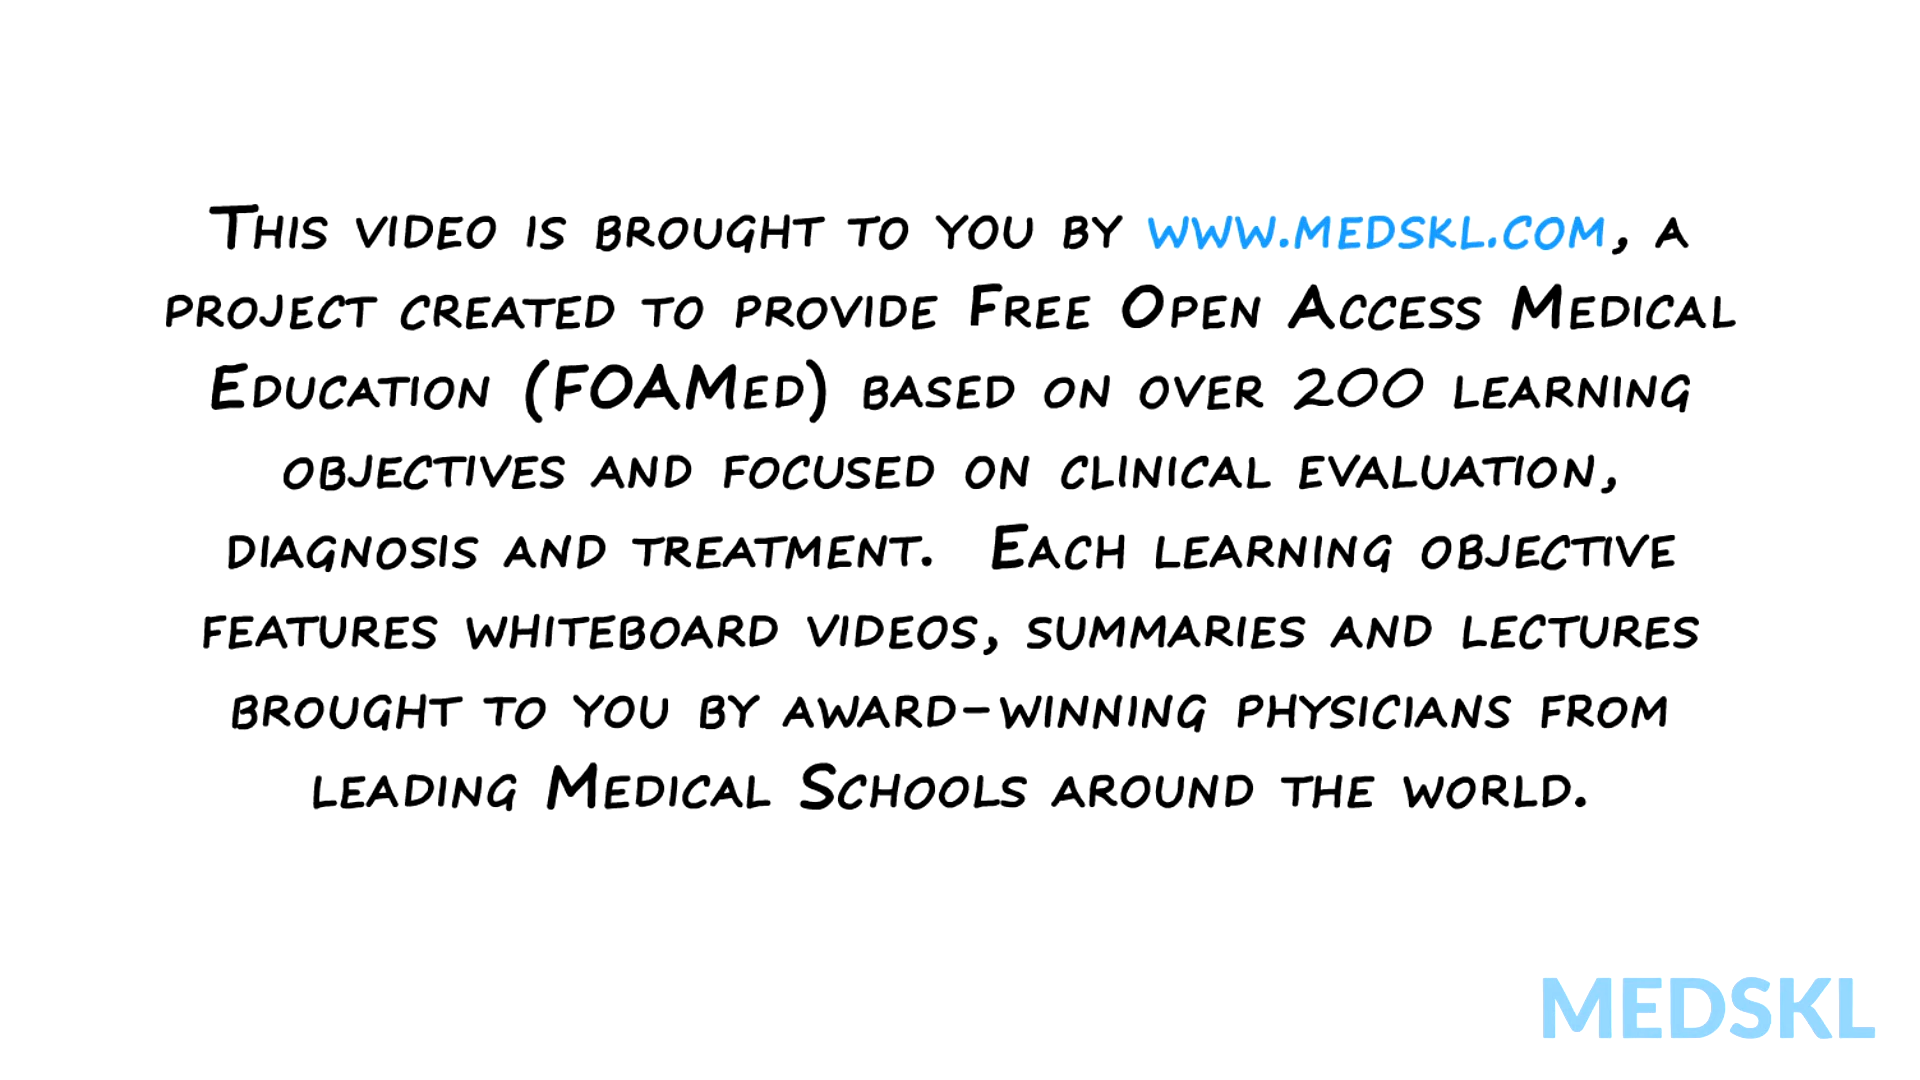 This video is brought to you by www.medskl.com, a
project created to provide Free Open Access Medical
Education (FOAMed) based on over 200 learning
objectives and focused on clinical evaluation,
diagnosis and treatment.  Each learning objective
features whiteboard videos, summaries and lectures
brought to you by award-winning physicians from
leading Medical Schools around the world.
MEDSKL